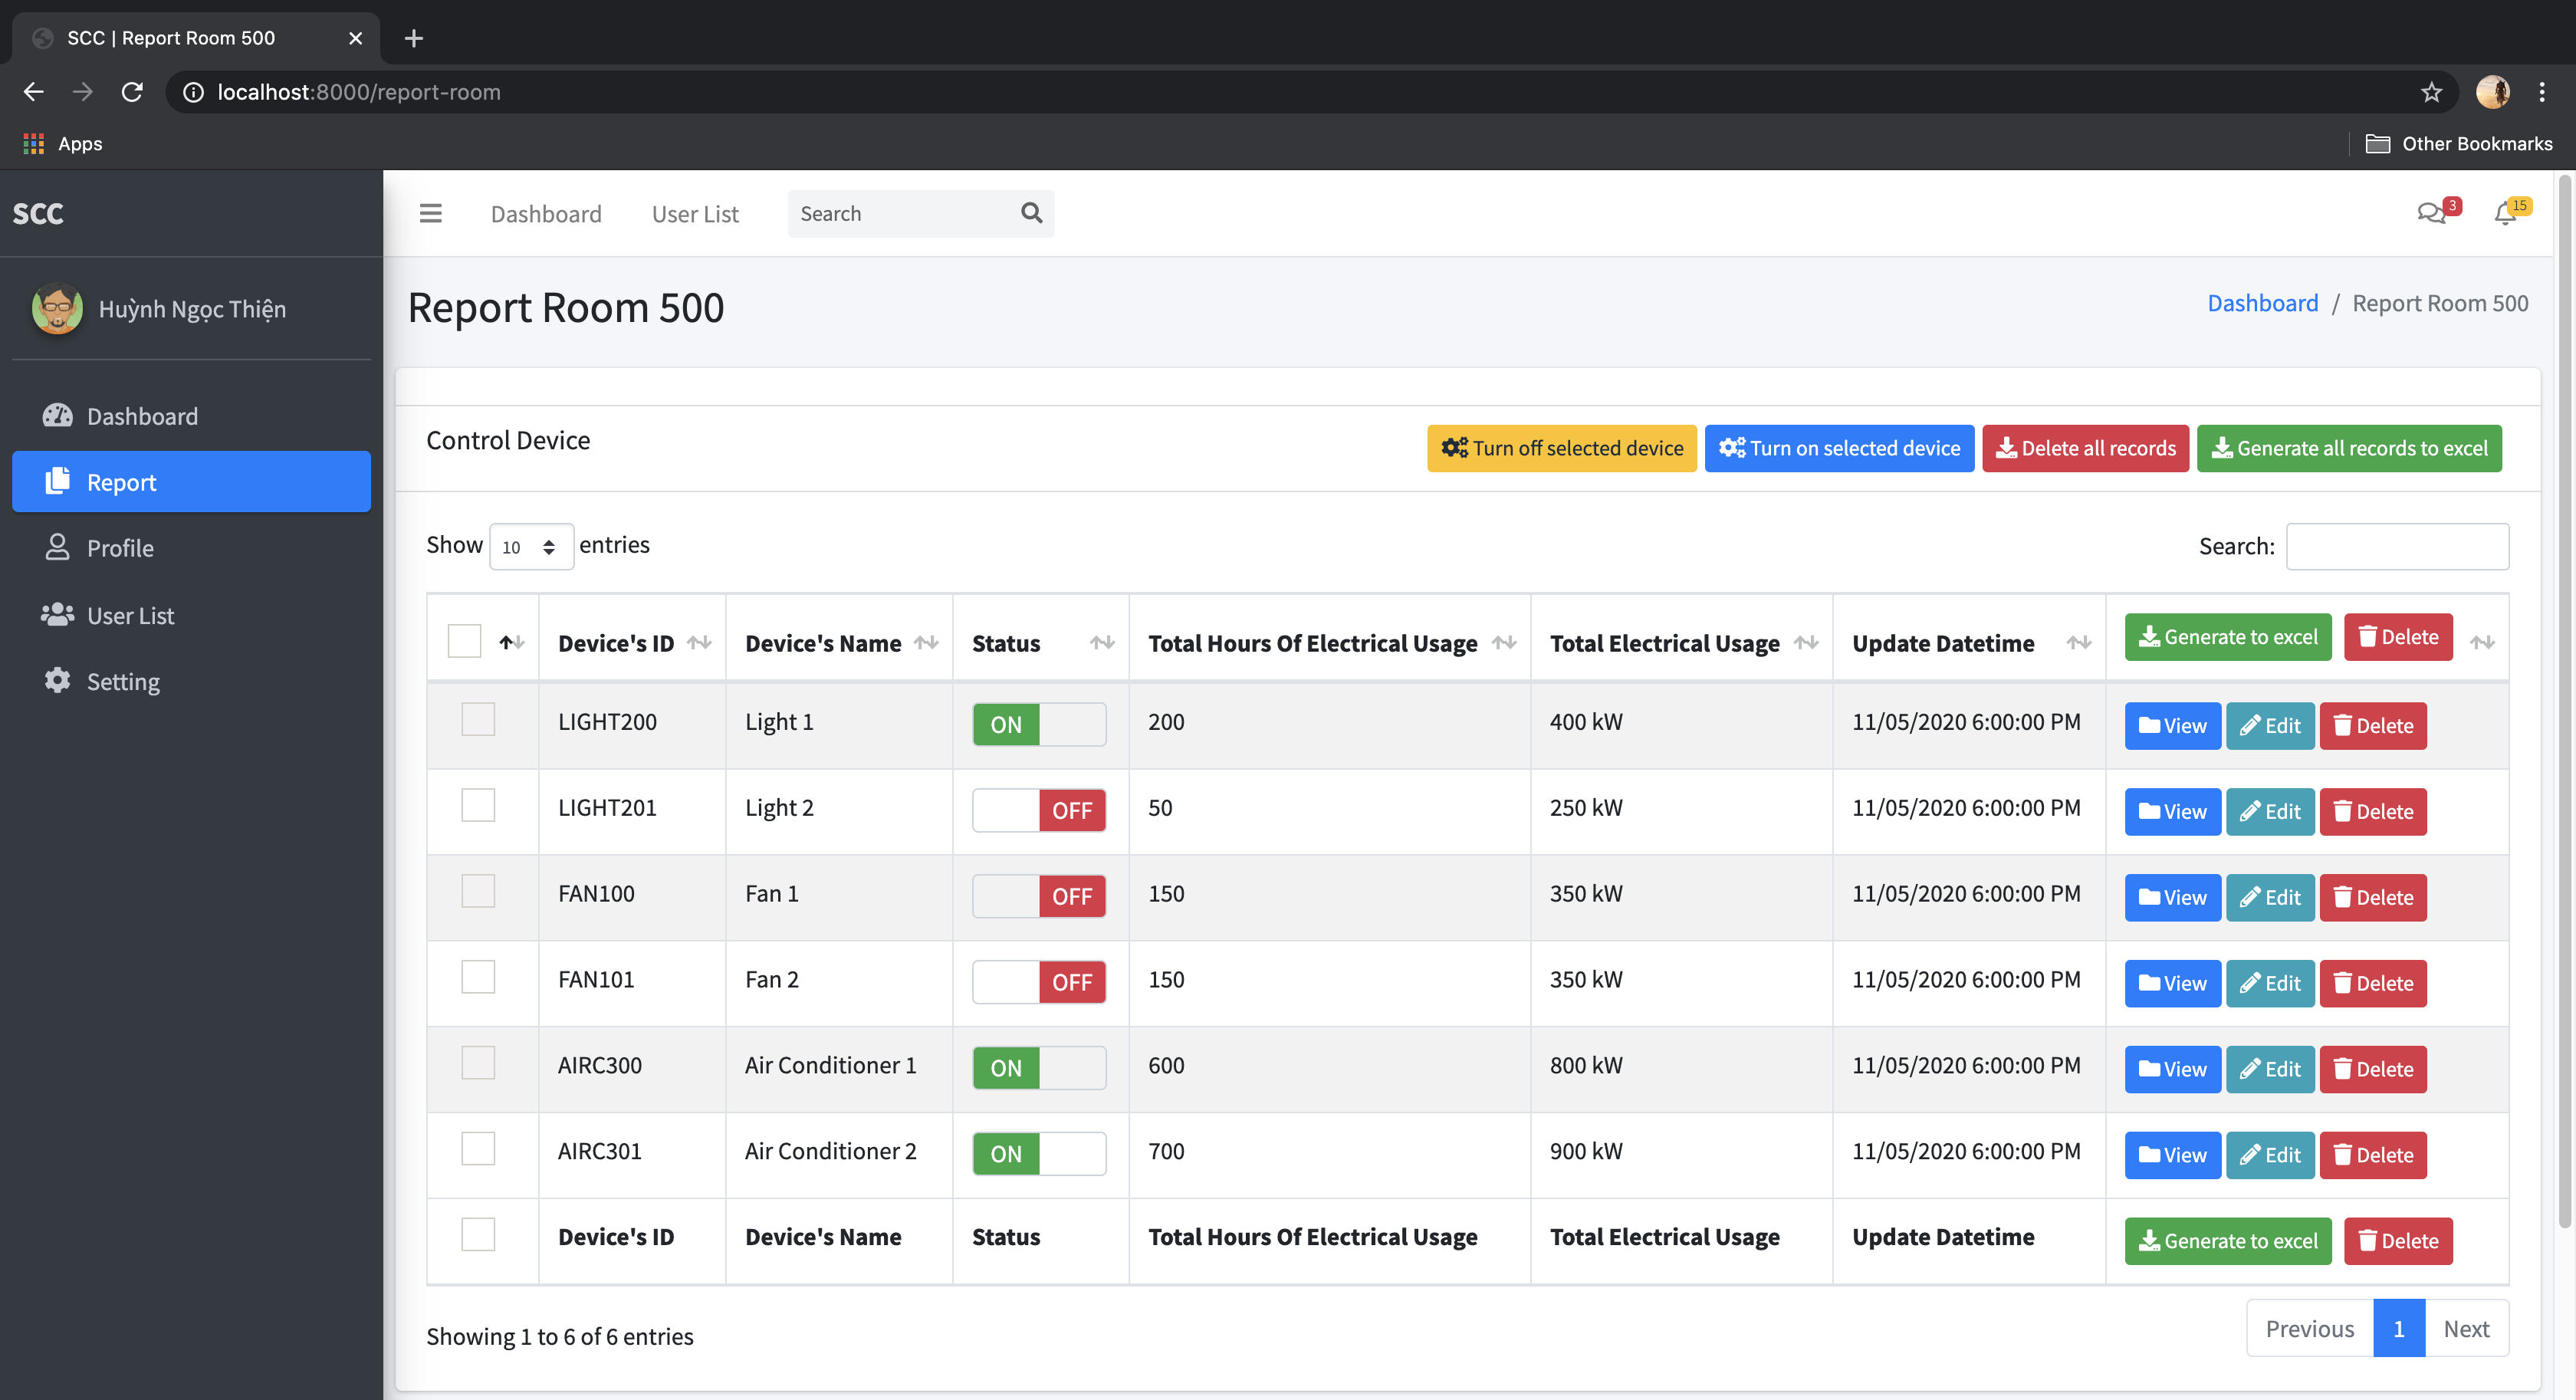 SCC | Report Room 500
localhost:8000/report-room
Apps
Other Bookmarks
SCC
Dashboard
User List
Search
3
15
Huỳnh Ngọc Thiện
Report Room 500
Dashboard / Report Room 500
Dashboard
Report
Profile
User List
Setting
Control Device
Turn off selected device
Turn on selected device
Delete all records
Generate all records to excel
Show 10 entries
Search:
Device's ID Device's Name Status Total Hours Of Electrical Usage Total Electrical Usage Update Datetime Generate to excel Delete
LIGHT200 Light 1 ON 200 400 kW 11/05/2020 6:00:00 PM View Edit Delete
LIGHT201 Light 2 OFF 50 250 kW 11/05/2020 6:00:00 PM View Edit Delete
FAN100 Fan 1 OFF 150 350 kW 11/05/2020 6:00:00 PM View Edit Delete
FAN101 Fan 2 OFF 150 350 kW 11/05/2020 6:00:00 PM View Edit Delete
AIRC300 Air Conditioner 1 ON 600 800 kW 11/05/2020 6:00:00 PM View Edit Delete
AIRC301 Air Conditioner 2 ON 700 900 kW 11/05/2020 6:00:00 PM View Edit Delete
Device's ID Device's Name Status Total Hours Of Electrical Usage Total Electrical Usage Update Datetime Generate to excel Delete
Showing 1 to 6 of 6 entries
Previous 1 Next